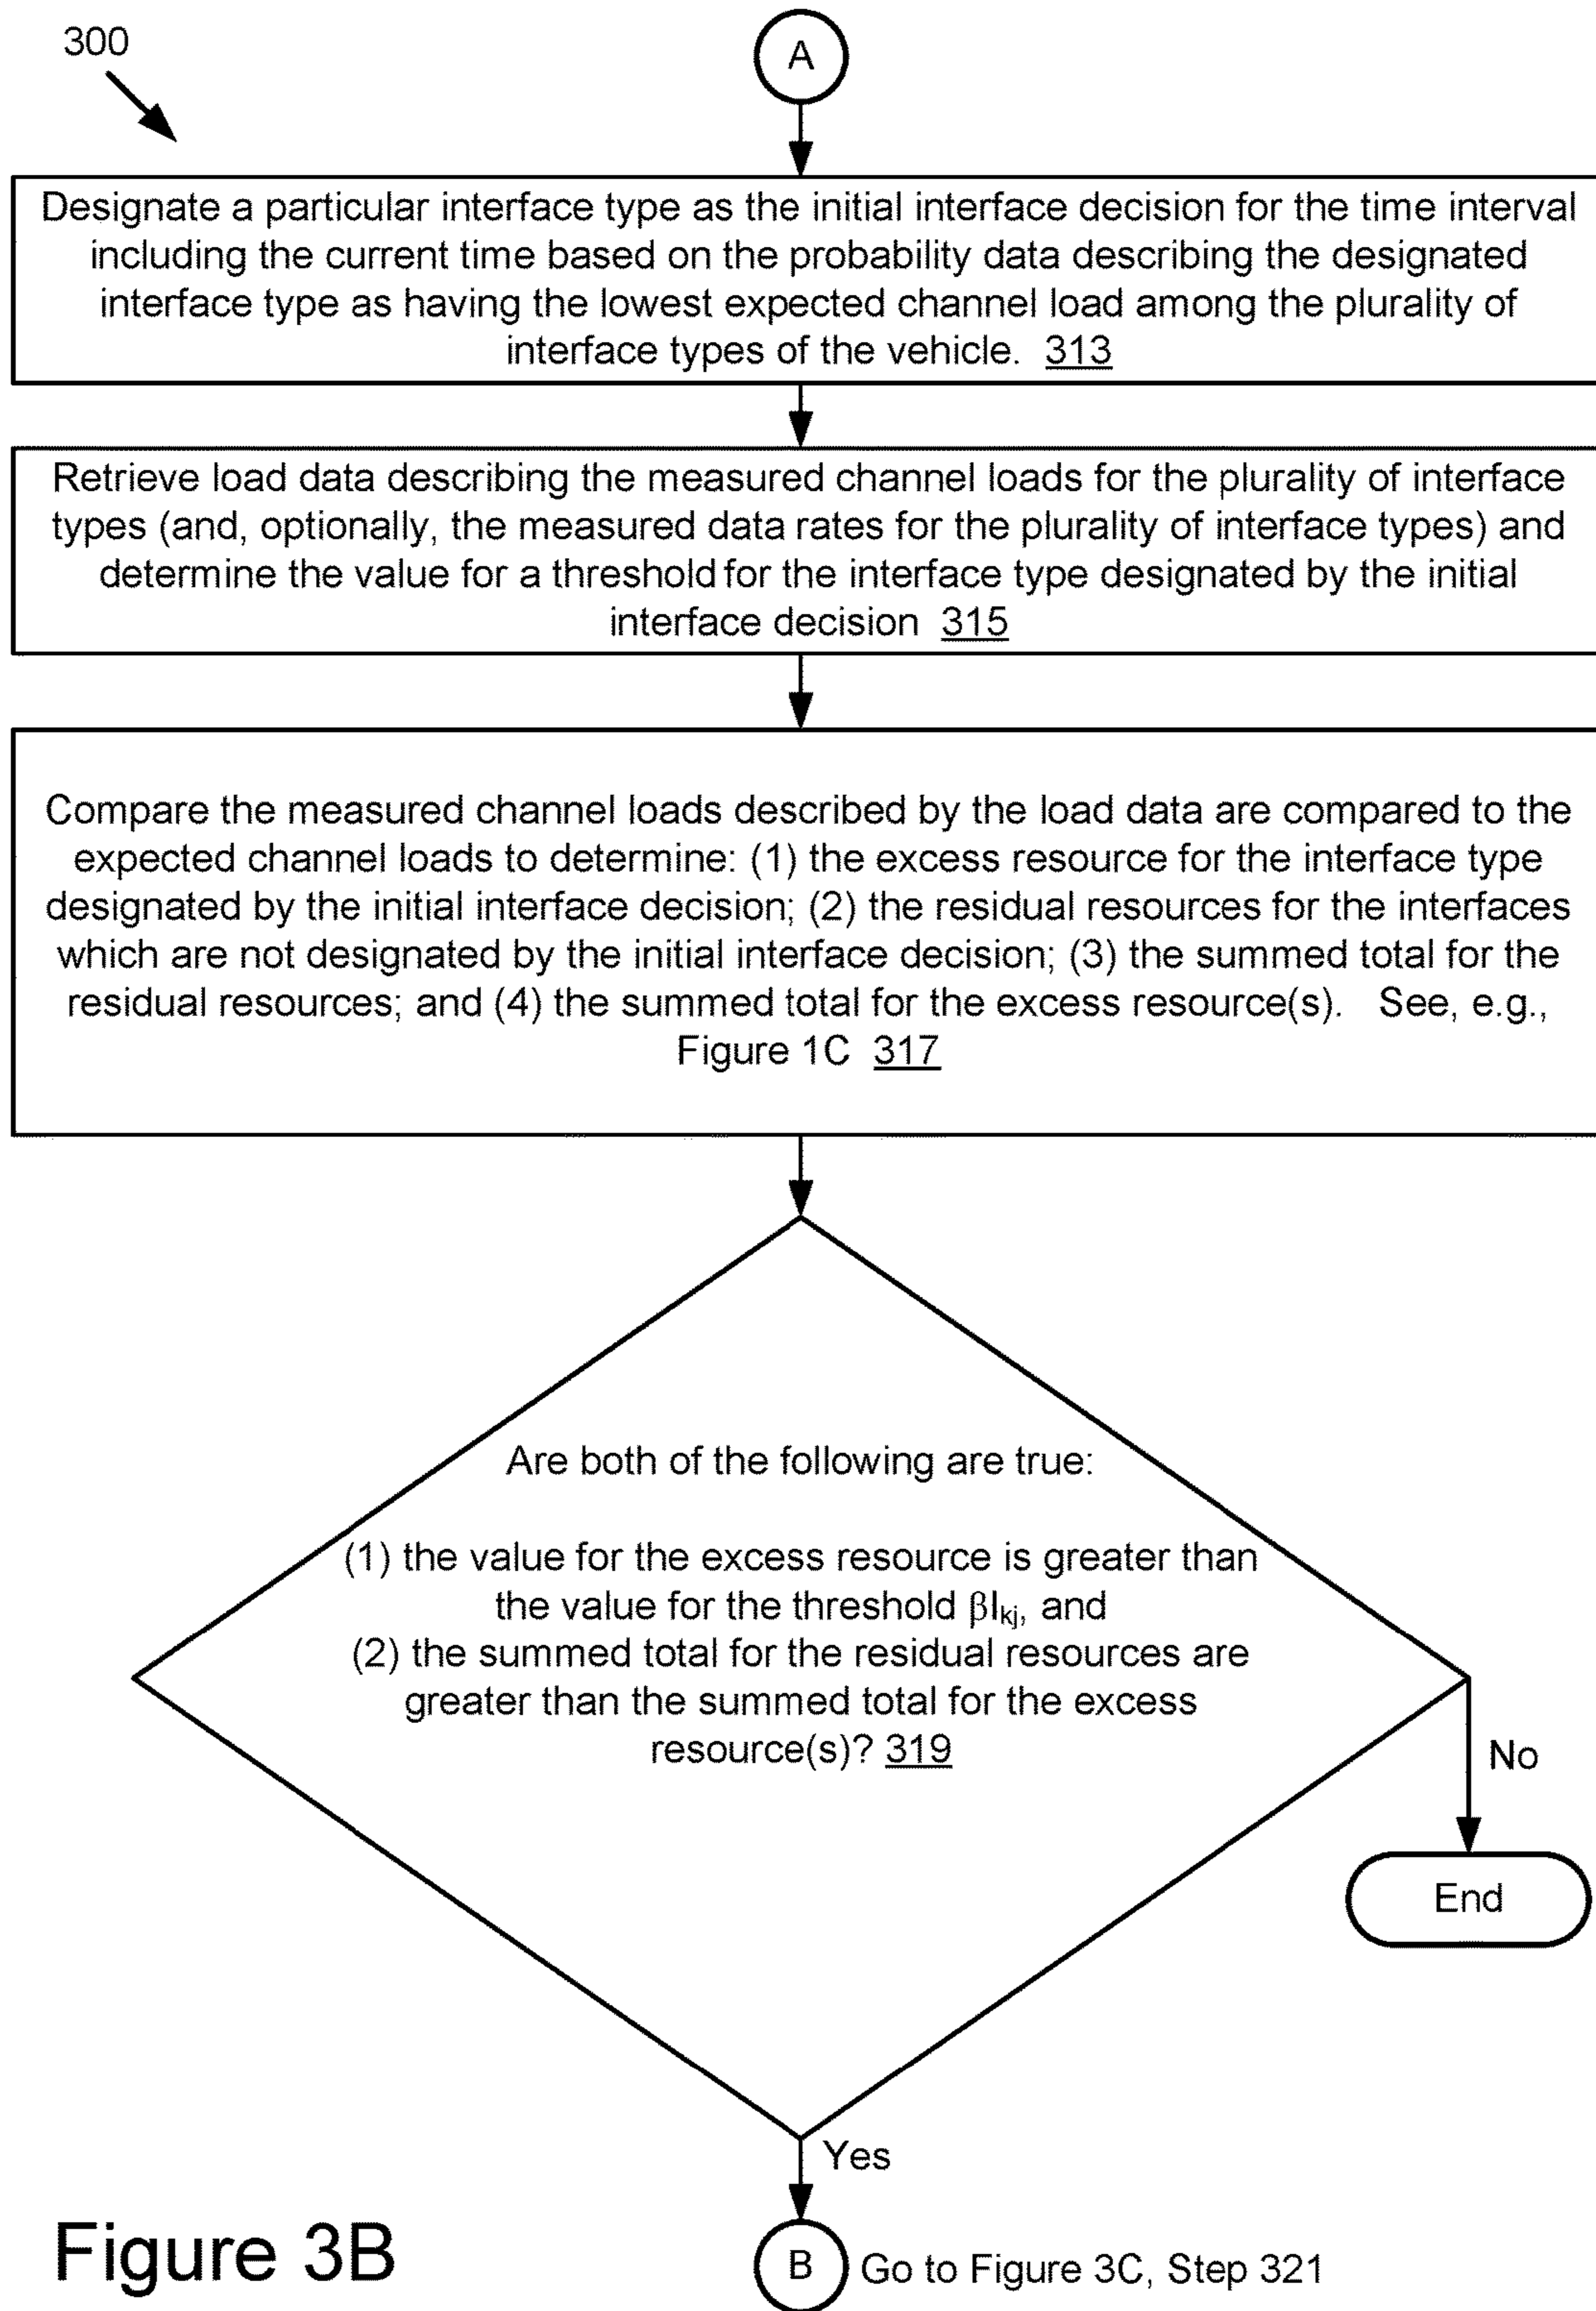 300
A
Designate a particular interface type as the initial interface decision for the time interval
including the current time based on the probability data describing the designated
interface type as having the lowest expected channel load among the plurality of
interface types of the vehicle. 313
Retrieve load data describing the measured channel loads for the plurality of interface
types (and, optionally, the measured data rates for the plurality of interface types) and
determine the value for a threshold for the interface type designated by the initial
interface decision 315
Compare the measured channel loads described by the load data are compared to the
expected channel loads to determine: (1) the excess resource for the interface type
designated by the initial interface decision; (2) the residual resources for the interfaces
which are not designated by the initial interface decision; (3) the summed total for the
residual resources; and (4) the summed total for the excess resource(s). See, e.g.,
Figure 1C 317
Are both of the following are true:
(1) the value for the excess resource is greater than
the value for the threshold βI_kj, and
(2) the summed total for the residual resources are
greater than the summed total for the excess
resource(s)? 319
No
End
Yes
B
Go to Figure 3C, Step 321
Figure 3B